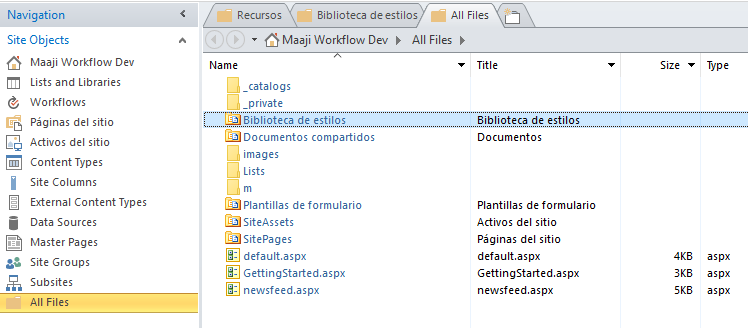 Navigation
Site Objects
Maaji Workflow Dev
Lists and Libraries
Workflows
Páginas del sitio
Activos del sitio
Content Types
Site Columns
External Content Types
Data Sources
Master Pages
Site Groups
Subsites
All Files
Recursos Biblioteca de estilos All Files
Maaji Workflow Dev All Files
Name Title Size Type
_catalogs
_private
Biblioteca de estilos Biblioteca de estilos
Documentos compartidos Documentos
images
Lists
m
Plantillas de formulario Plantillas de formulario
SiteAssets Activos del sitio
SitePages Páginas del sitio
default.aspx default.aspx 4KB aspx
GettingStarted.aspx GettingStarted.aspx 3KB aspx
newsfeed.aspx newsfeed.aspx 5KB aspx